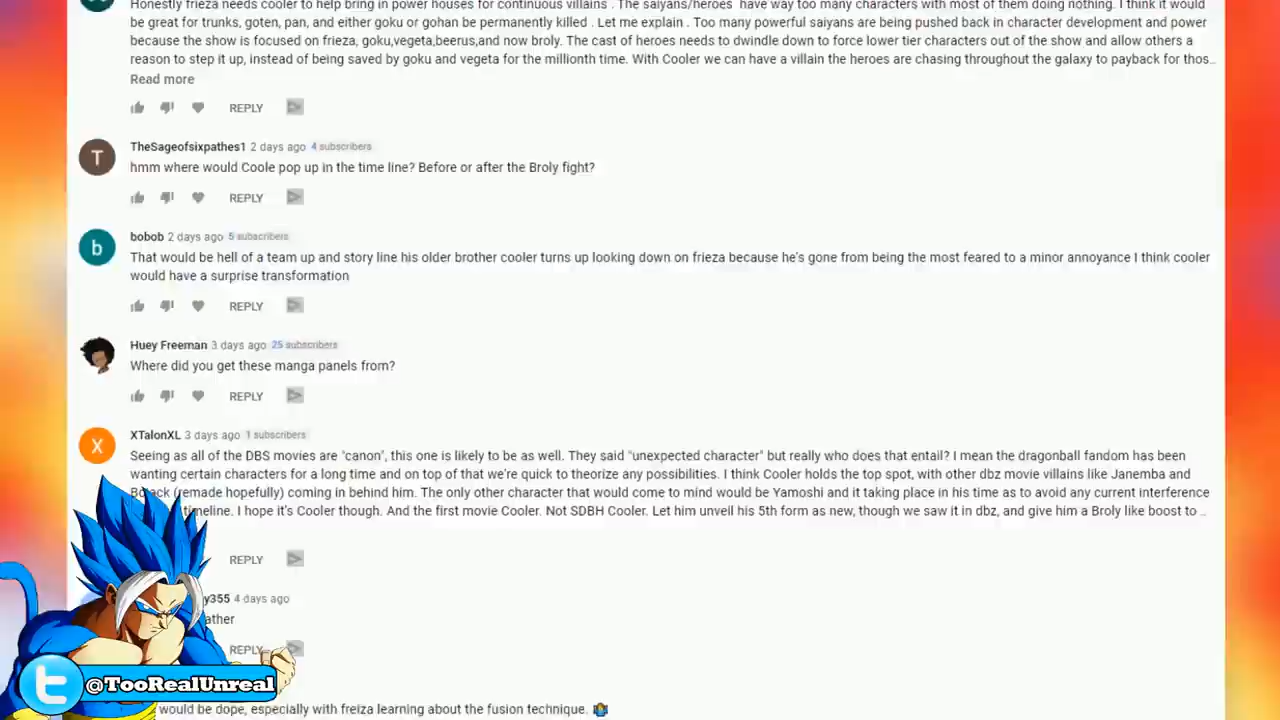 Honestly frieza needs cooler to help bring in power houses for continuous villains . The saiyans/heroes have way too many characters with most of them doing nothing. I think it would
be great for trunks, goten, pan, and either goku or gohan be permanently killed . Let me explain . Too many powerful saiyans are being pushed back in character development and power
because the show is focused on frieza, goku,vegeta,beerus,and now broly. The cast of heroes needs to dwindle down to force lower tier characters out of the show and allow others a
reason to step it up, instead of being saved by goku and vegeta for the millionth time. With Cooler we can have a villain the heroes are chasing throughout the galaxy to payback for thos...
Read more
REPLY
T
TheSageofsixpathes1 2 days ago 4 subscribers
hmm where would Coole pop up in the time line? Before or after the Broly fight?
REPLY
b
bobob 2 days ago 5 subscribers
That would be hell of a team up and story line his older brother cooler turns up looking down on frieza because he's gone from being the most feared to a minor annoyance I think cooler
would have a surprise transformation
REPLY
Huey Freeman 3 days ago 25 subscribers
Where did you get these manga panels from?
REPLY
X
XTalonXL 3 days ago 1 subscribers
Seeing as all of the DBS movies are "canon", this one is likely to be as well. They said "unexpected character" but really who does that entail? I mean the dragonball fandom has been
wanting certain characters for a long time and on top of that we're quick to theorize any possibilities. I think Cooler holds the top spot, with other dbz movie villains like Janemba and
(remade hopefully) coming in behind him. The only other character that would come to mind would be Yamoshi and it taking place in his time as to avoid any current interference
timeline. I hope it's Cooler though. And the first movie Cooler. Not SDBH Cooler. Let him unveil his 5th form as new, though we saw it in dbz, and give him a Broly like boost to ...
REPLY
y355 4 days ago
ather
REPLY
@TooRealUnreal
would be dope, especially with freiza learning about the fusion technique.